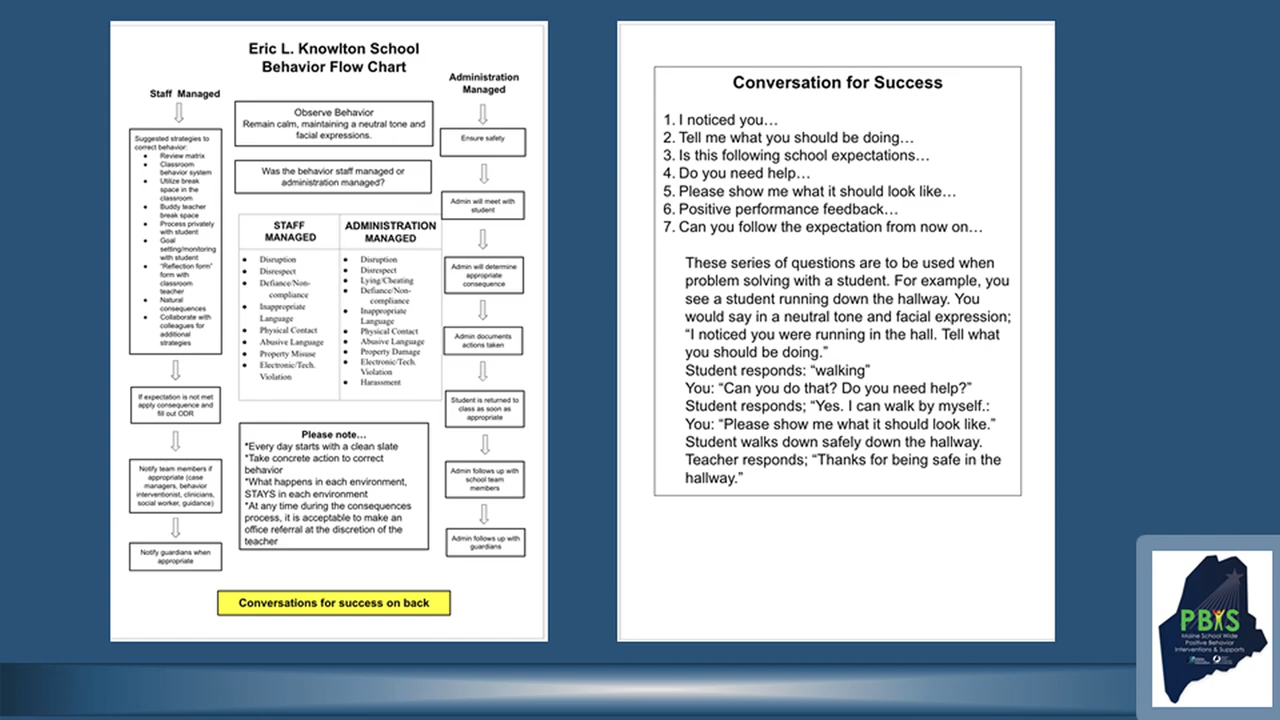 Eric L. Knowlton School
Behavior Flow Chart
Staff Managed
Suggested strategies to
correct behavior:
• Review matrix
• Classroom
behavior system
• Utilize break
space in the
classroom
• Buddy teacher
break space
• Process privately
with student
• Goal
setting/monitoring
with student
• "Reflection form"
form with
classroom
teacher
• Natural
consequences
• Collaborate with
colleagues for
additional
strategies
If expectation is not met
apply consequence and
fill out ODR
Notify team members if
appropriate (case
managers, behavior
interventionist, clinicians,
social worker, guidance)
Notify guardians when
appropriate
Observe Behavior
Remain calm, maintaining a neutral tone and
facial expressions.
Was the behavior staff managed or
administration managed?
STAFF
MANAGED
• Disruption
• Disrespect
• Defiance/Non-
compliance
• Inappropriate
Language
• Physical Contact
• Abusive Language
• Property Misuse
• Electronic/Tech.
Violation
ADMINISTRATION
MANAGED
• Disruption
• Disrespect
• Lying/Cheating
• Defiance/Non-
compliance
• Inappropriate
Language
• Physical Contact
• Abusive Language
• Property Damage
• Electronic/Tech.
Violation
• Harassment
Please note…
*Every day starts with a clean slate
*Take concrete action to correct
behavior
*What happens in each environment,
STAYS in each environment
*At any time during the consequences
process, it is acceptable to make an
office referral at the discretion of the
teacher
Administration
Managed
Ensure safety
Admin will meet with
student
Admin will determine
appropriate
consequence
Admin documents
actions taken
Student is returned to
class as soon as
appropriate
Admin follows up with
school team
members
Admin follows up with
guardians
Conversations for success on back
Conversation for Success
1. I noticed you…
2. Tell me what you should be doing…
3. Is this following school expectations…
4. Do you need help…
5. Please show me what it should look like…
6. Positive performance feedback…
7. Can you follow the expectation from now on…
These series of questions are to be used when
problem solving with a student. For example, you
see a student running down the hallway. You
would say in a neutral tone and facial expression;
"I noticed you were running in the hall. Tell what
you should be doing."
Student responds: "walking"
You: "Can you do that? Do you need help?"
Student responds; "Yes. I can walk by myself.:
You: "Please show me what it should look like."
Student walks down safely down the hallway.
Teacher responds; "Thanks for being safe in the
hallway."
PBIS
Maine School Wide
Positive Behavior
Interventions & Supports